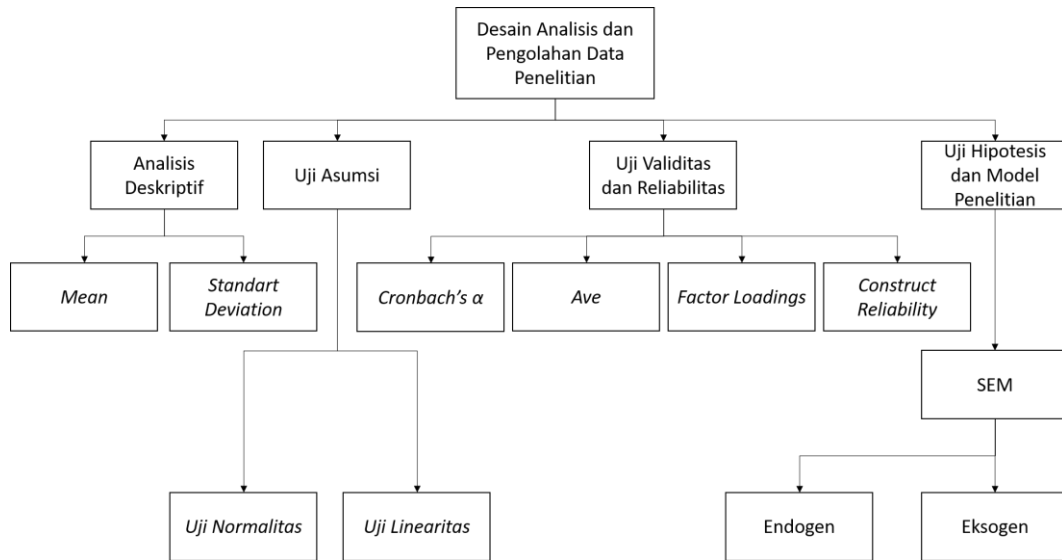 Desain Analisis dan
Pengolahan Data
Penelitian
Analisis
Deskriptif
Uji Asumsi
Uji Validitas
dan Reliabilitas
Uji Hipotesis
dan Model
Penelitian
Mean
Standart
Deviation
Cronbach’s α
Ave
Factor Loadings
Construct
Reliability
SEM
Uji Normalitas
Uji Linearitas
Endogen
Eksogen